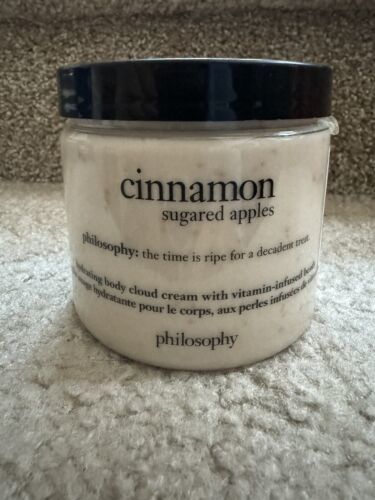 cinnamon
sugared apples
philosophy: the time is ripe for a decadent treat.
hydrating body cloud cream with vitamin-infused
hydratante pour le corps, aux perles infusées de
philosophy